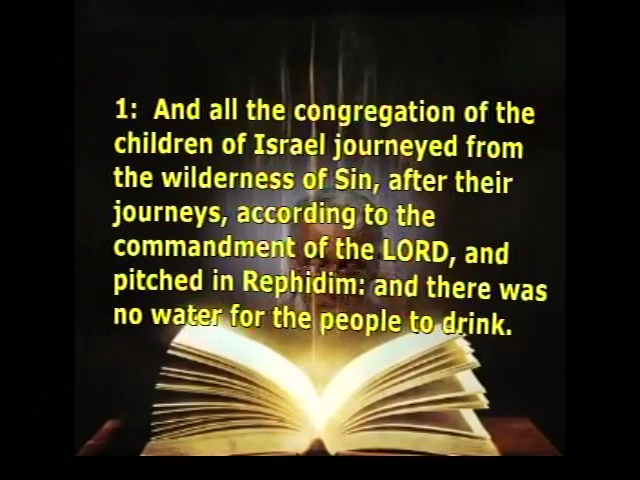 1:  And all the congregation of the
children of Israel journeyed from
the wilderness of Sin, after their
journeys, according to the
commandment of the LORD, and
pitched in Rephidim: and there was
no water for the people to drink.